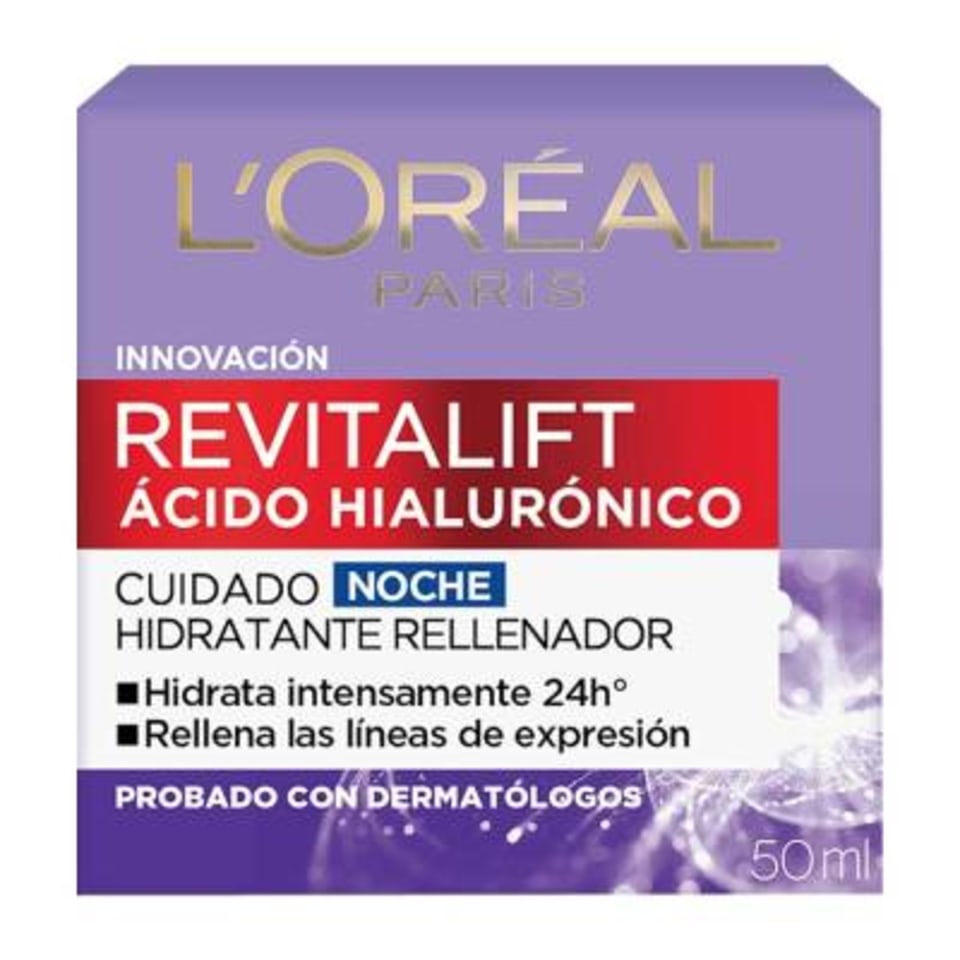 L'ORÉAL
PARIS
INNOVACIÓN
REVITALIFT
ÁCIDO HIALURÓNICO
CUIDADO NOCHE
HIDRATANTE RELLENADOR
■Hidrata intensamente 24h°
■Rellena las líneas de expresión
PROBADO CON DERMATÓLOGOS
50ml